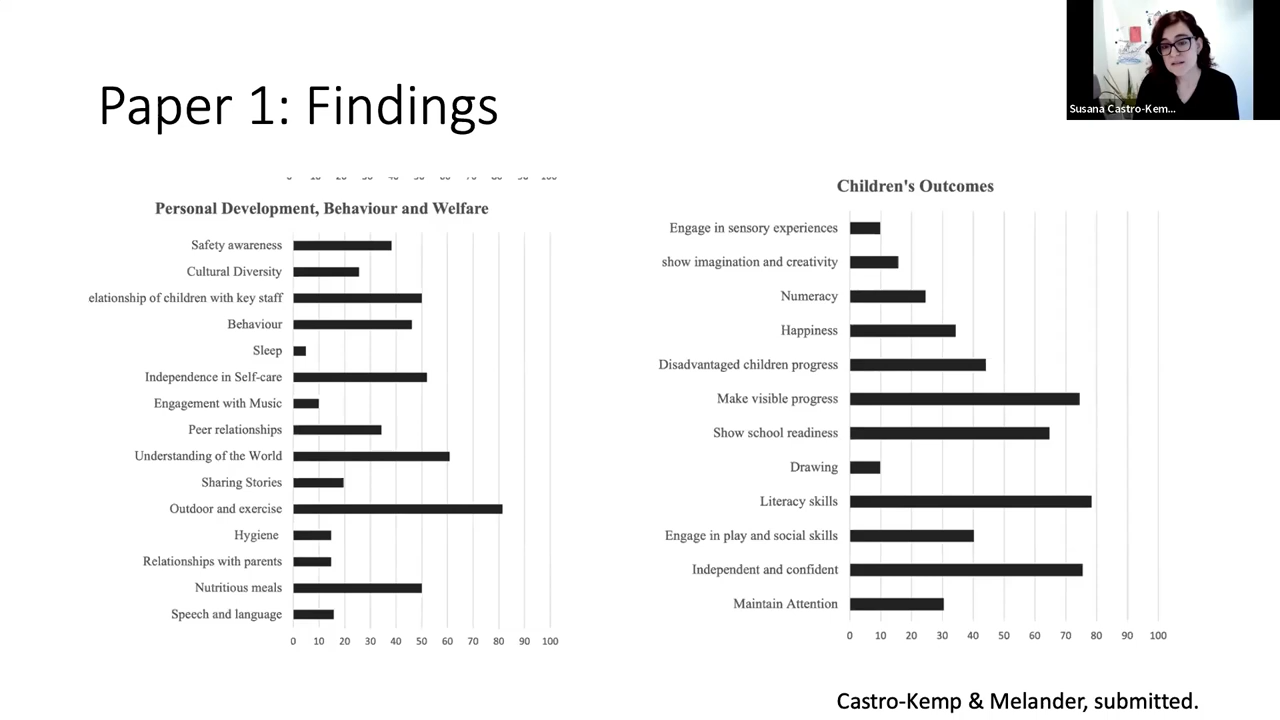 Susana Castro-Kem...
Paper 1: Findings
Personal Development, Behaviour and Welfare
Safety awareness
Cultural Diversity
elationship of children with key staff
Behaviour
Sleep
Independence in Self-care
Engagement with Music
Peer relationships
Understanding of the World
Sharing Stories
Outdoor and exercise
Hygiene
Relationships with parents
Nutritious meals
Speech and language
0 10 20 30 40 50 60 70 80 90 100
Children's Outcomes
Engage in sensory experiences
show imagination and creativity
Numeracy
Happiness
Disadvantaged children progress
Make visible progress
Show school readiness
Drawing
Literacy skills
Engage in play and social skills
Independent and confident
Maintain Attention
0 10 20 30 40 50 60 70 80 90 100
Castro-Kemp & Melander, submitted.